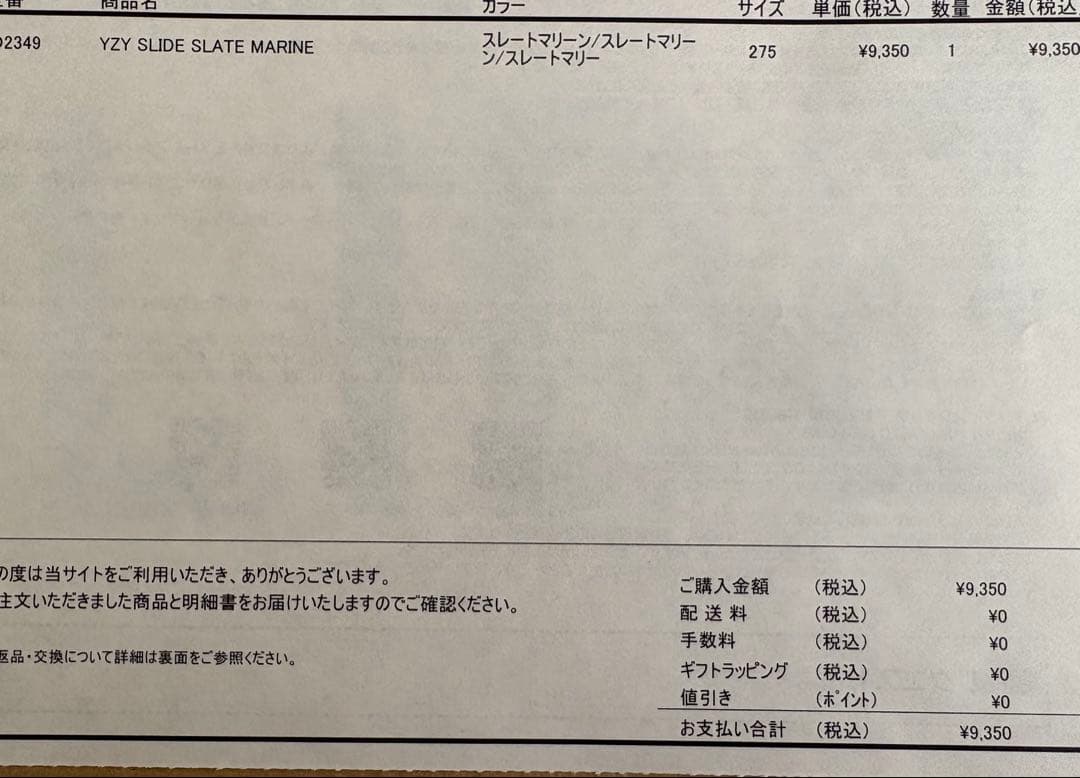 商品名 カラー サイズ 単価(税込) 数量 金額(税込
2349 YZY SLIDE SLATE MARINE スレートマリーン/スレートマリー 275 ¥9,350 1 ¥9,350
ン/スレートマリー
の度は当サイトをご利用いただき、ありがとうございます。
注文いただきました商品と明細書をお届けいたしますのでご確認ください。
返品・交換について詳細は裏面をご参照ください。
ご購入金額 (税込) ¥9,350
配送料 (税込) ¥0
手数料 (税込) ¥0
ギフトラッピング (税込) ¥0
値引き (ポイント) ¥0
お支払い合計 (税込) ¥9,350